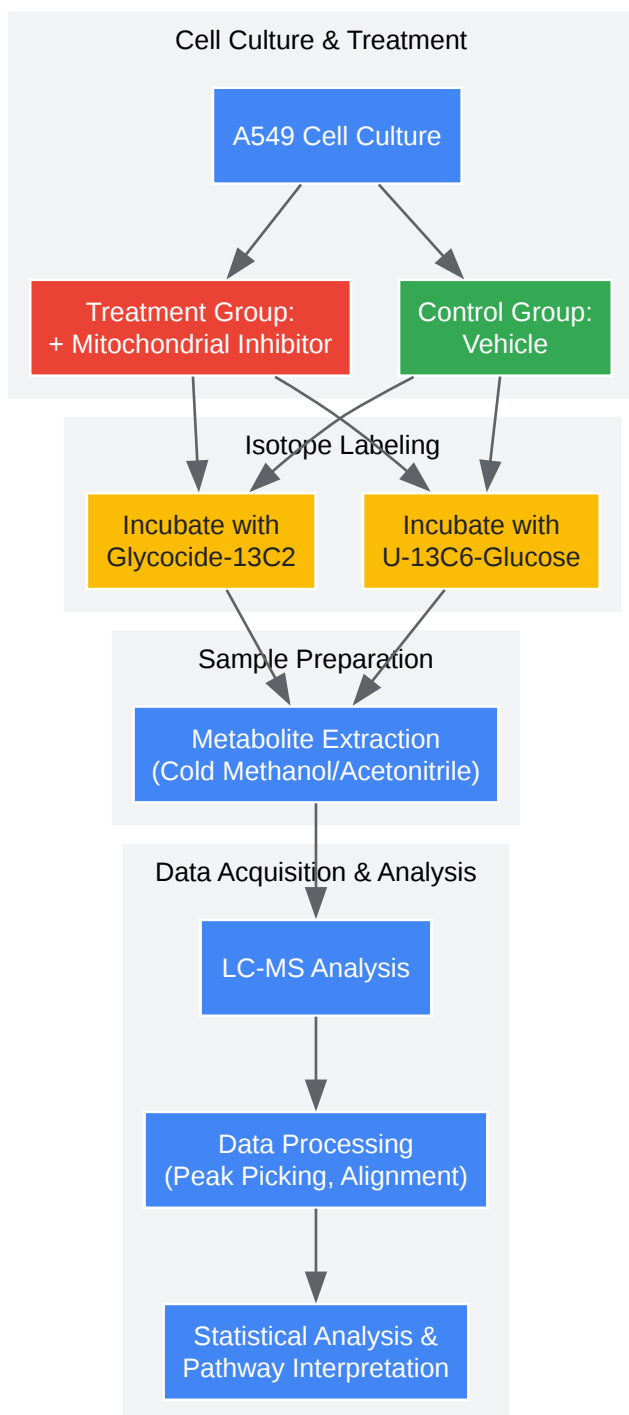 Cell Culture & Treatment
A549 Cell Culture
Treatment Group:
+ Mitochondrial Inhibitor
Control Group:
Vehicle
Isotope Labeling
Incubate with
Glycocide-13C2
Incubate with
U-13C6-Glucose
Sample Preparation
Metabolite Extraction
(Cold Methanol/Acetonitrile)
Data Acquisition & Analysis
LC-MS Analysis
Data Processing
(Peak Picking, Alignment)
Statistical Analysis &
Pathway Interpretation